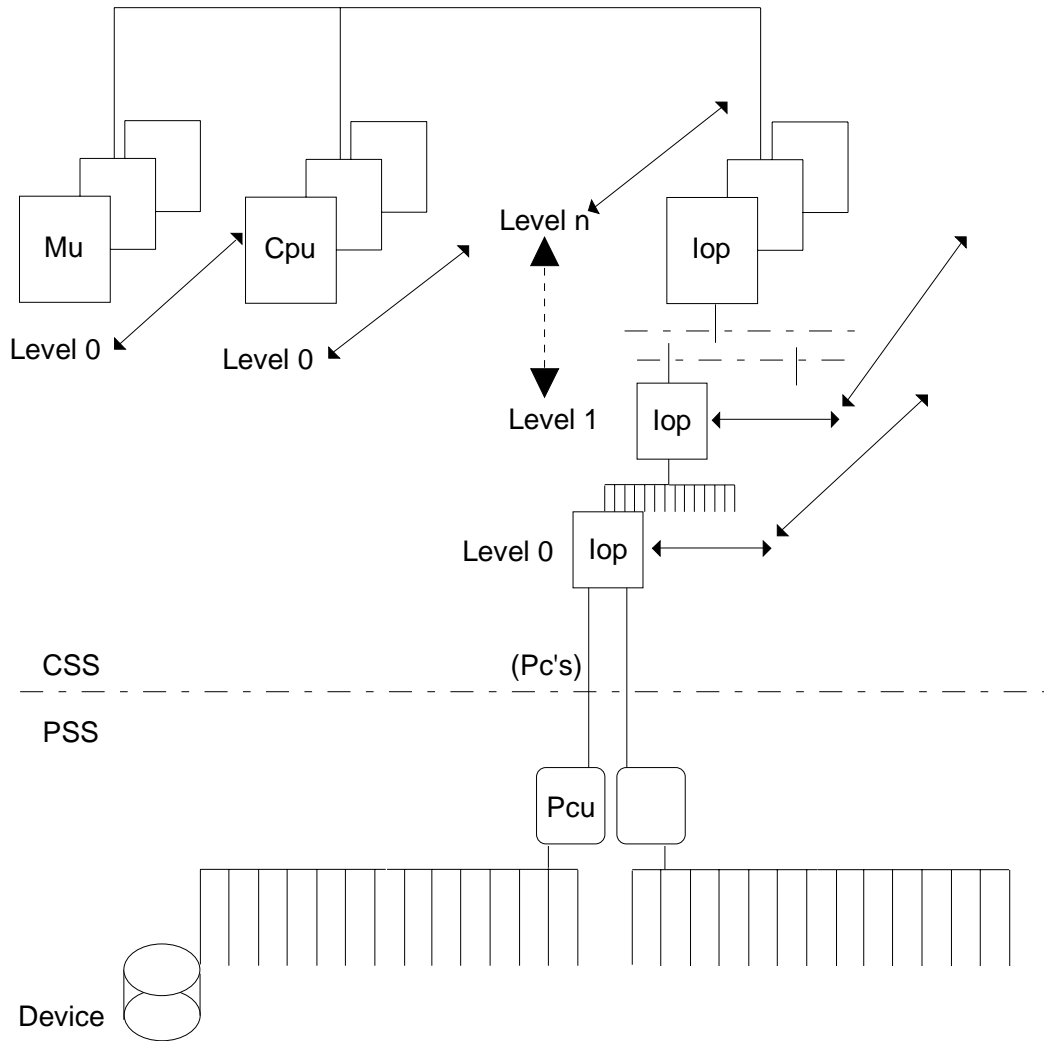 Mu
Cpu
Level n
Iop
Level 0
Level 0
Level 1
Iop
Level 0
Iop
CSS
(Pc's)
PSS
Pcu
Device